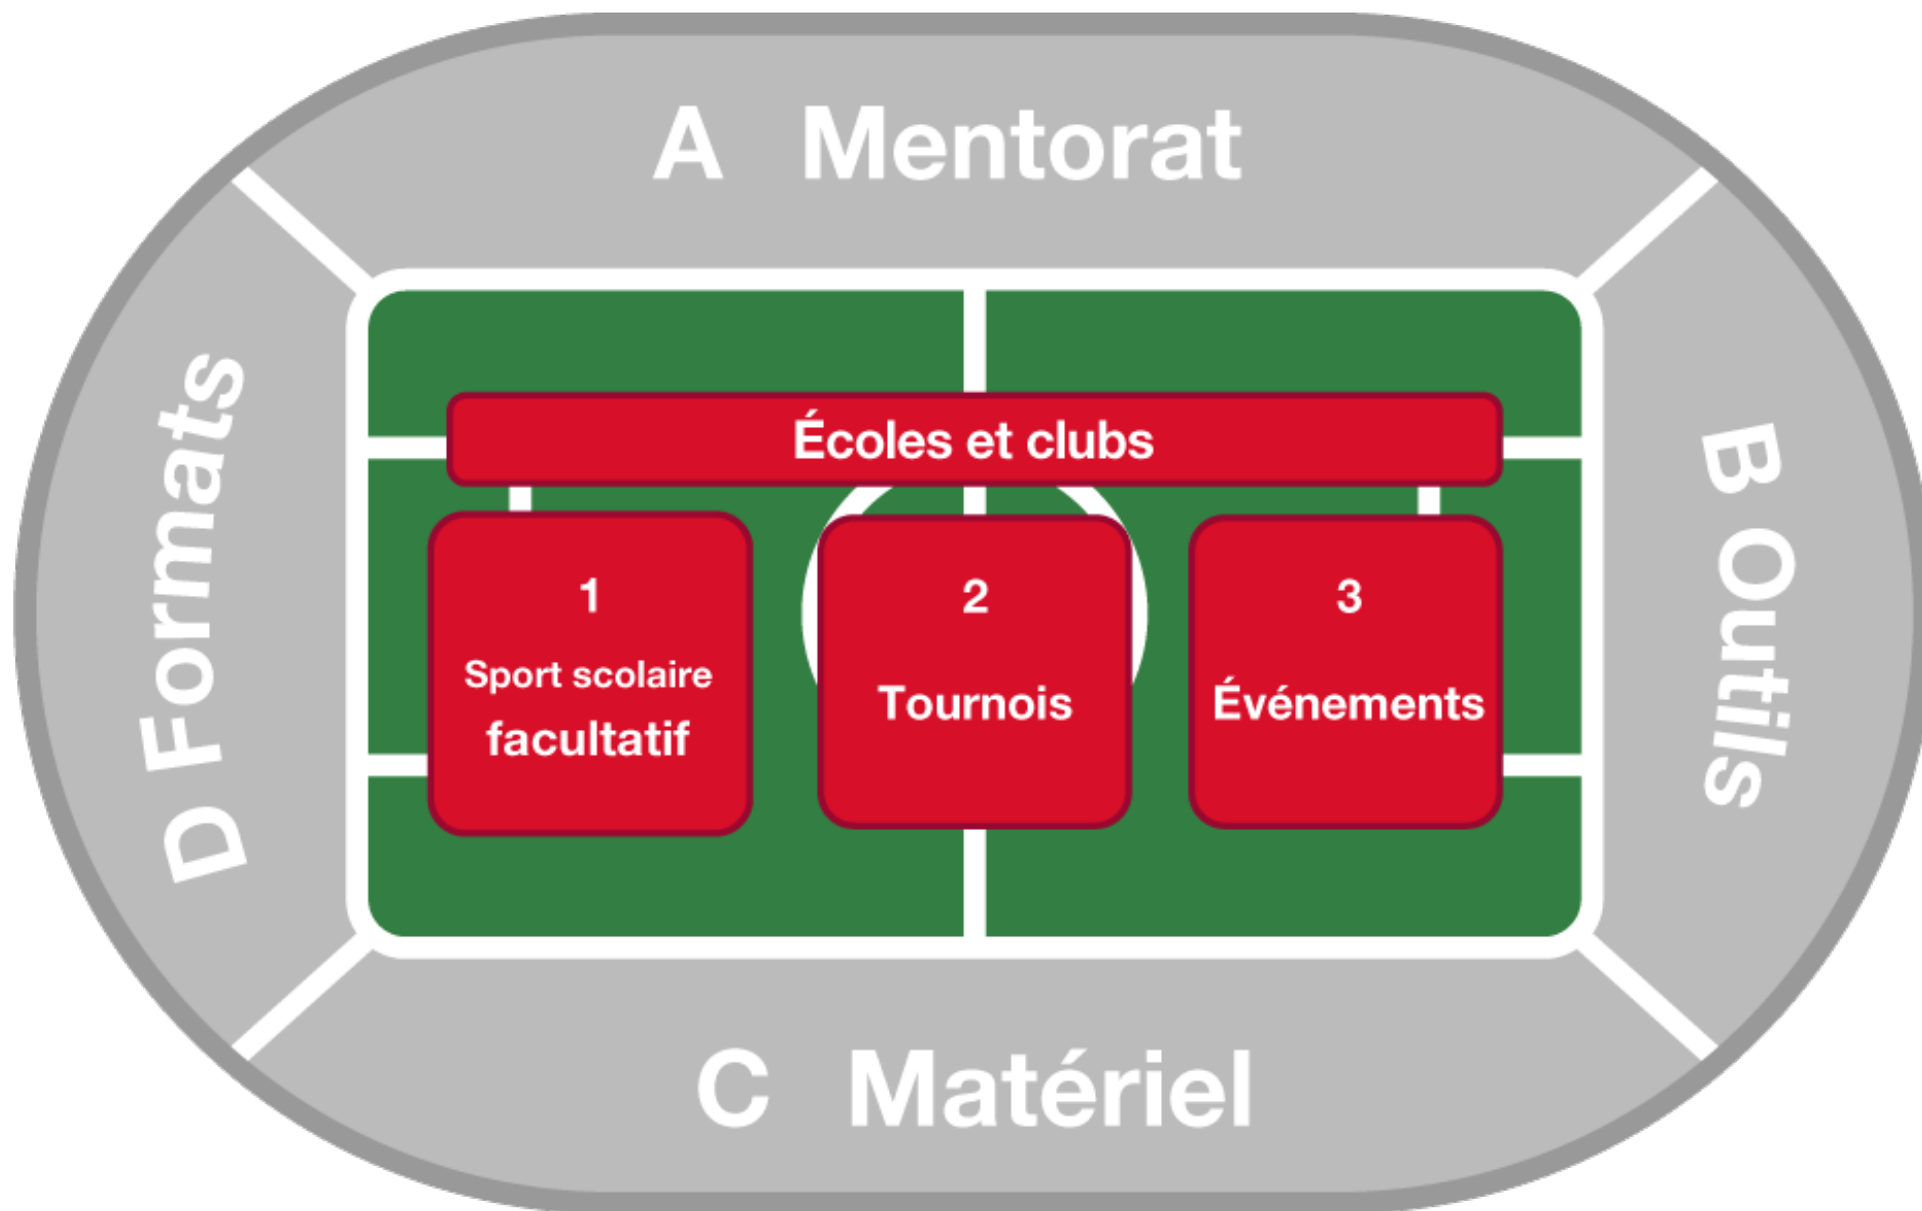 A Mentorat
Écoles et clubs
1
Sport scolaire
facultatif
2
Tournois
3
Événements
B Outils
C Matériel
D Formats